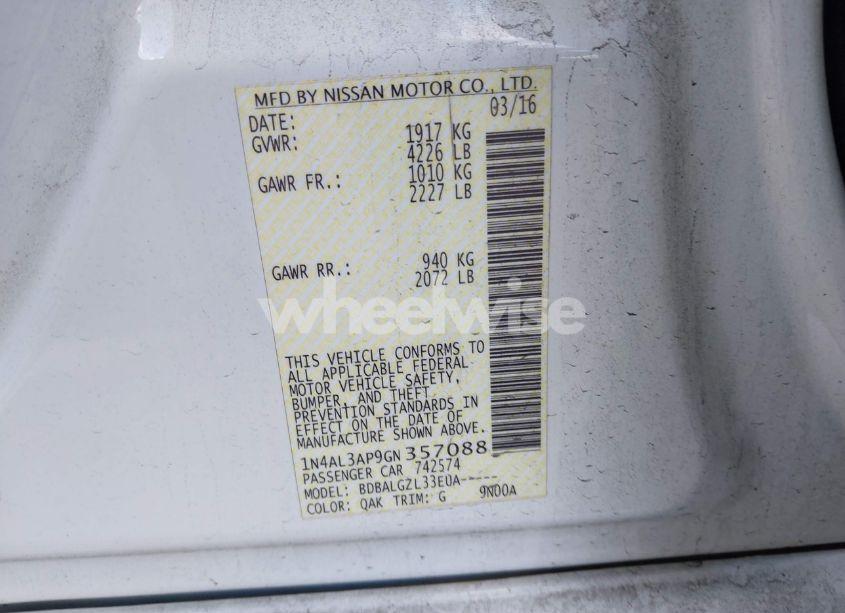 MFD BY NISSAN MOTOR CO., LTD.
DATE: 03/16
GVWR: 1917 KG
4226 LB
GAWR FR.: 1010 KG
2227 LB
GAWR RR.: 940 KG
2072 LB
wheelwise
THIS VEHICLE CONFORMS TO
ALL APPLICABLE FEDERAL
MOTOR VEHICLE SAFETY,
BUMPER, AND THEFT
PREVENTION STANDARDS IN
EFFECT ON THE DATE OF
MANUFACTURE SHOWN ABOVE.
1N4AL3AP9GN357088
PASSENGER CAR 742574
MODEL: BDBALGZL33EUA-----
COLOR: QAK TRIM: G 9N00A